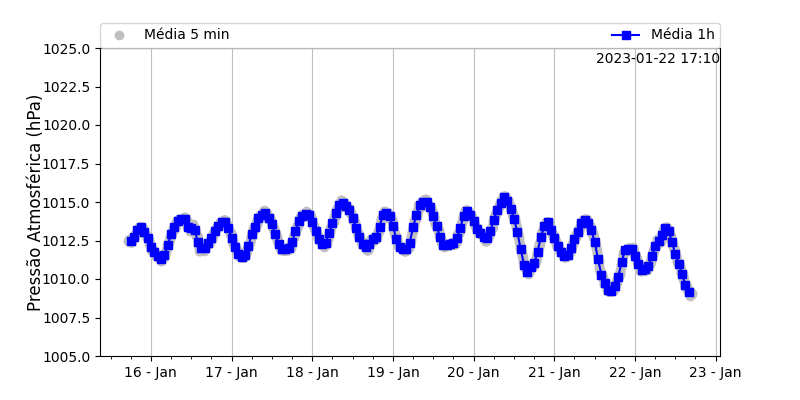 Média 5 min
Média 1h
2023-01-22 17:10
Pressão Atmosférica (hPa)
1025.0
1022.5
1020.0
1017.5
1015.0
1012.5
1010.0
1007.5
1005.0
16 - Jan
17 - Jan
18 - Jan
19 - Jan
20 - Jan
21 - Jan
22 - Jan
23 - Jan